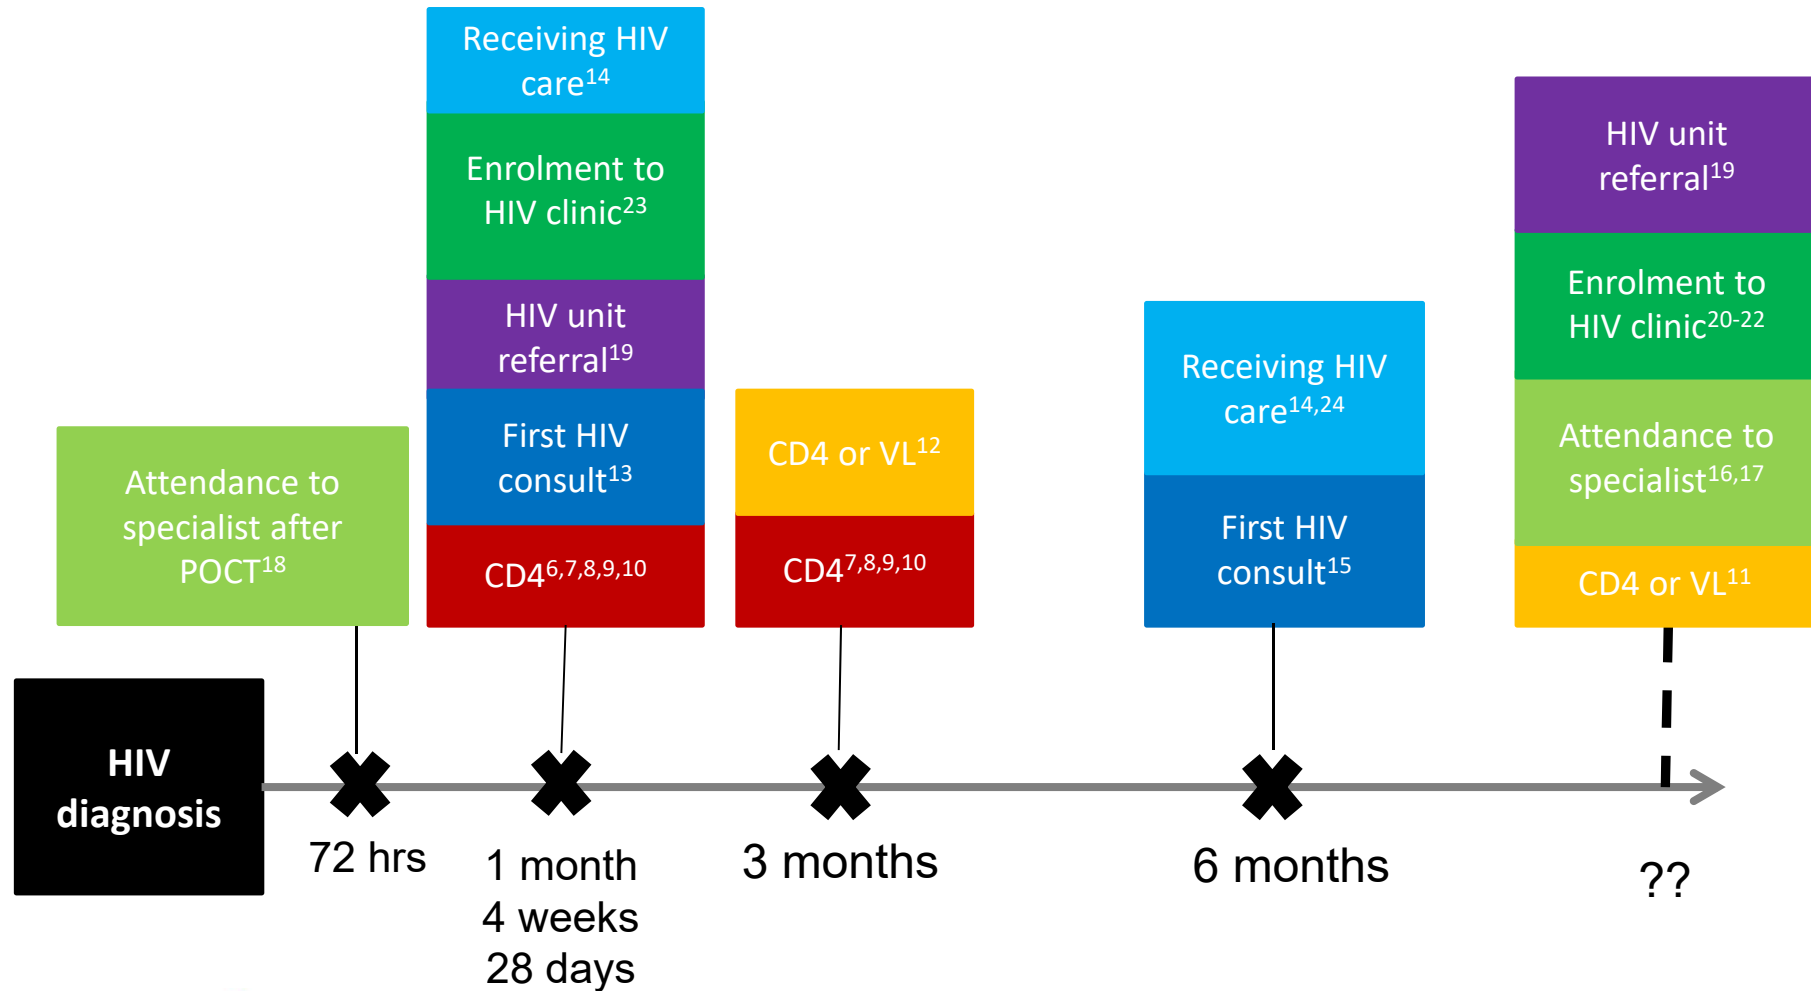 Receiving HIV
care14
Enrolment to
HIV clinic23
HIV unit
referral19
First HIV
consult13
CD46,7,8,9,10
Attendance to
specialist after
POCT18
CD4 or VL12
CD47,8,9,10
Receiving HIV
care14,24
First HIV
consult15
HIV unit
referral19
Enrolment to
HIV clinic20-22
Attendance to
specialist16,17
CD4 or VL11
HIV
diagnosis
72 hrs
1 month
4 weeks
28 days
3 months
6 months
??